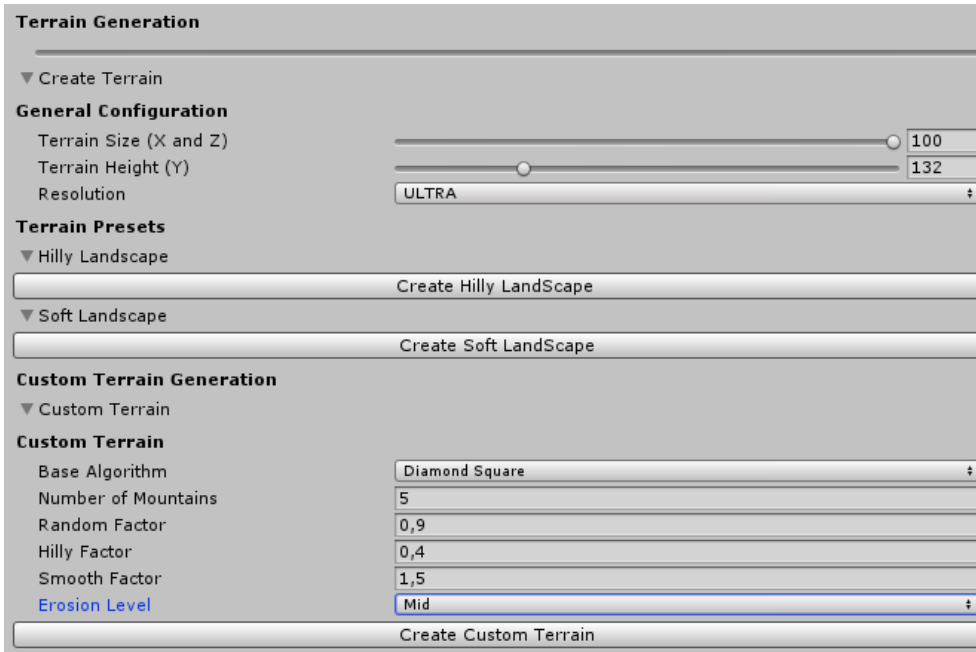 Terrain Generation
Create Terrain
General Configuration
Terrain Size (X and Z) 100
Terrain Height (Y) 132
Resolution ULTRA
Terrain Presets
Hilly Landscape
Create Hilly LandScape
Soft Landscape
Create Soft LandScape
Custom Terrain Generation
Custom Terrain
Custom Terrain
Base Algorithm Diamond Square
Number of Mountains 5
Random Factor 0,9
Hilly Factor 0,4
Smooth Factor 1,5
Erosion Level Mid
Create Custom Terrain